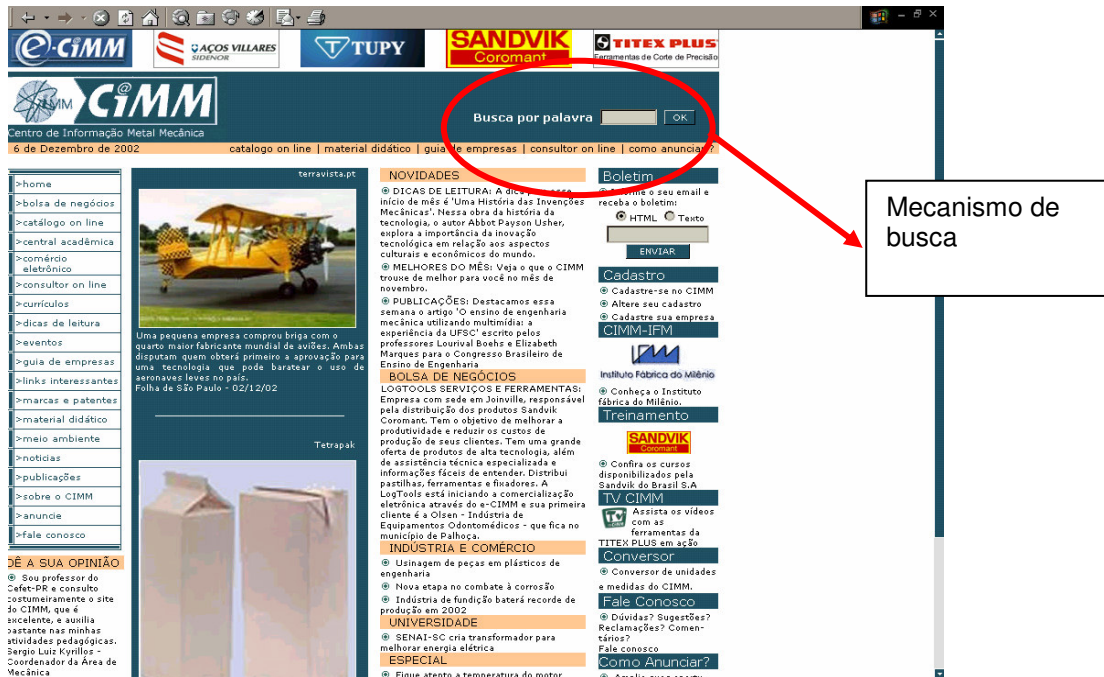 e-CiMM
AÇOS VILLARES
SIDENOR
TUPY
SANDVIK
Coromant
TITEX PLUS
Ferramentas de Corte de Precisão
CiMM
Centro de Informação Metal Mecânica
Busca por palavra
OK
6 de Dezembro de 2002
catalogo on line | material didático | guia de empresas | consultor on line | como anunciar?
Mecanismo de
busca
>home
>bolsa de negócios
>catálogo on line
>central acadêmica
>comércio
eletrônico
>consultor on line
>currículos
>dicas de leitura
>eventos
>guia de empresas
>links interessantes
>marcas e patentes
>material didático
>meio ambiente
>noticias
>publicações
>sobre o CIMM
>anuncie
>fale conosco
DÊ A SUA OPINIÃO
Sou professor do
Cefet-PR e consulto
costumeiramente o site
do CIMM, que é
excelente, e auxilia
bastante nas minhas
atividades pedagógicas.
Sergio Luiz Kyrillos -
Coordenador da Área de
Mecânica
terravista.pt
Uma pequena empresa comprou briga com o
quarto maior fabricante mundial de aviões. Ambas
disputam quem obterá primeiro a aprovação para
uma tecnologia que pode baratear o uso de
aeronaves leves no país.
Folha de São Paulo - 02/12/02
Tetrapak
NOVIDADES
DICAS DE LEITURA: A dica
início de mês é 'Uma História das Invenções
Mecânicas'. Nessa obra da história da
tecnologia, o autor Abbot Payson Usher,
explora a importância da inovação
tecnológica em relação aos aspectos
culturais e econômicos do mundo.
MELHORES DO MÊS: Veja o que o CIMM
trouxe de melhor para você no mês de
novembro.
PUBLICAÇÕES: Destacamos essa
semana o artigo 'O ensino de engenharia
mecânica utilizando multimídia: a
experiência da UFSC' escrito pelos
professores Lourival Boehs e Elizabeth
Marques para o Congresso Brasileiro de
Ensino de Engenharia
BOLSA DE NEGÓCIOS
LOGTOOLS SERVIÇOS E FERRAMENTAS:
Empresa com sede em Joinville, responsável
pela distribuição dos produtos Sandvik
Coromant. Tem o objetivo de melhorar a
produtividade e reduzir os custos de
produção de seus clientes. Tem uma grande
oferta de produtos de alta tecnologia, além
de assistência técnica especializada e
informações fáceis de entender. Distribui
pastilhas, ferramentas e fixadores. A
LogTools está iniciando a comercialização
eletrônica através do e-CIMM e sua primeira
cliente é a Olsen - Indústria de
Equipamentos Odontomédicos - que fica no
município de Palhoça.
INDÚSTRIA E COMÉRCIO
Usinagem de peças em plásticos de
engenharia
Nova etapa no combate à corrosão
Indústria de fundição baterá recorde de
produção em 2002
UNIVERSIDADE
SENAI-SC cria transformador para
melhorar energia elétrica
ESPECIAL
Fique atento a temperatura do motor
Boletim
Informe o seu email e
receba o boletim:
HTML Texto
ENVIAR
Cadastro
Cadastre-se no CIMM
Altere seu cadastro
Cadastre sua empresa
CIMM-IFM
Instituto Fábrica do Milênio
Conheça o Instituto
fábrica do Milênio.
Treinamento
SANDVIK
Coromant
Confira os cursos
disponibilizados pela
Sandvik do Brasil S.A
TV CIMM
Assista os vídeos
com as
ferramentas da
TITEX PLUS em ação
Conversor
Conversor de unidades
e medidas do CIMM.
Fale Conosco
Dúvidas? Sugestões?
Reclamações? Comen-
tários?
Fale conosco
Como Anunciar?